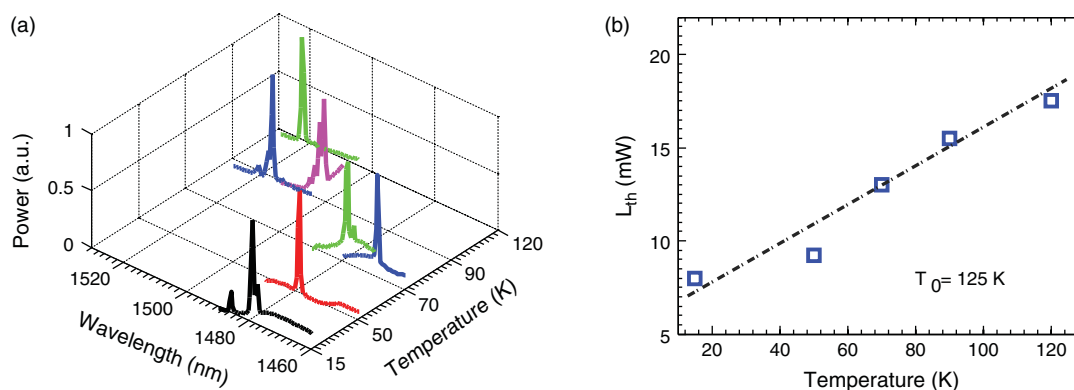 (a)
1
0.5
0
Power (a.u.)
1520
1500
1480
1460
Wavelength (nm)
15
50
70
90
120
Temperature (K)
(b)
20
15
10
5
L_th (mW)
T_0 = 125 K
20 40 60 80 100 120
Temperature (K)